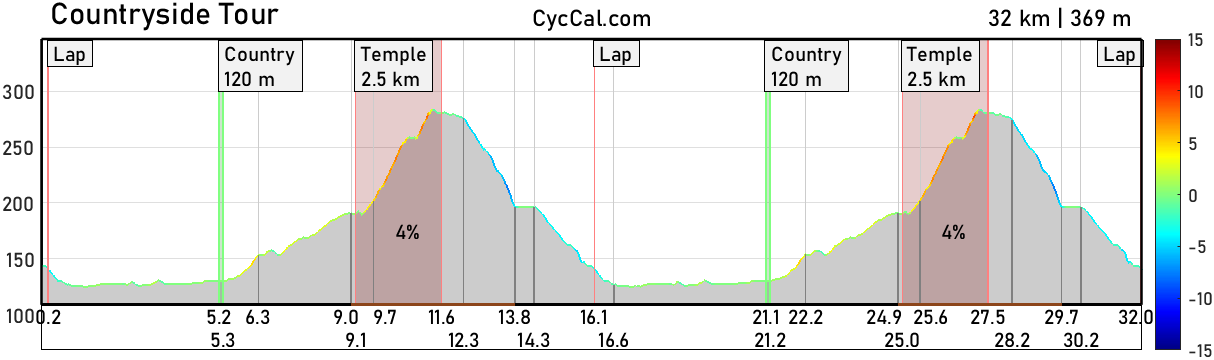 Countryside Tour
CycCal.com
32 km | 369 m
Lap
Country
120 m
Temple
2.5 km
Lap
Country
120 m
Temple
2.5 km
Lap
300
250
200
150
100
4%
4%
0.2 5.2 6.3 9.0 9.7 11.6 13.8 16.1 21.1 22.2 24.9 25.6 27.5 29.7 32.0
5.3 9.1 12.3 14.3 16.6 21.2 25.0 28.2 30.2
15
10
5
0
−5
−10
−15